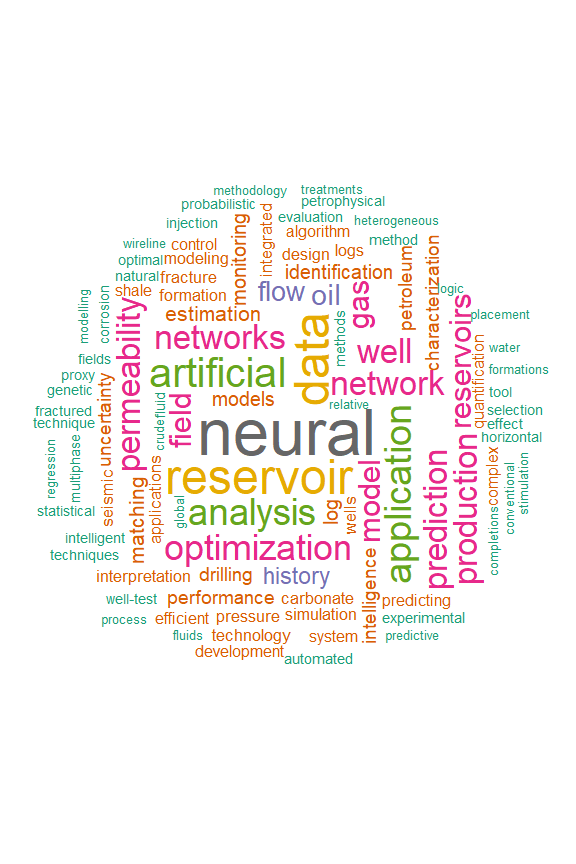 methodology
treatments
probabilistic
petrophysical
injection
monitoring
integrated
evaluation
heterogeneous
algorithm
wireline
control
design
logs
method
optimal
modeling
identification
petroleum
characterization
natural
fracture
logic
shale
formation
flow
oil
gas
modelling
corrosion
permeability
estimation
data
methods
reservoirs
placement
networks
well
water
quantification
fields
artificial
network
formations
proxy
genetic
uncertainty
models
relative
tool
fractured
technique
crude
fluid
field
neural
application
selection
effect
horizontal
regression
multiphase
seismic
matching
applications
reservoir
prediction
production
complex
completions
conventional
stimulation
statistical
global
analysis
log
wells
model
intelligent
techniques
optimization
interpretation
drilling
history
intelligence
well-test
performance
carbonate
predicting
process
efficient
pressure
simulation
experimental
fluids
technology
system
predictive
development
automated